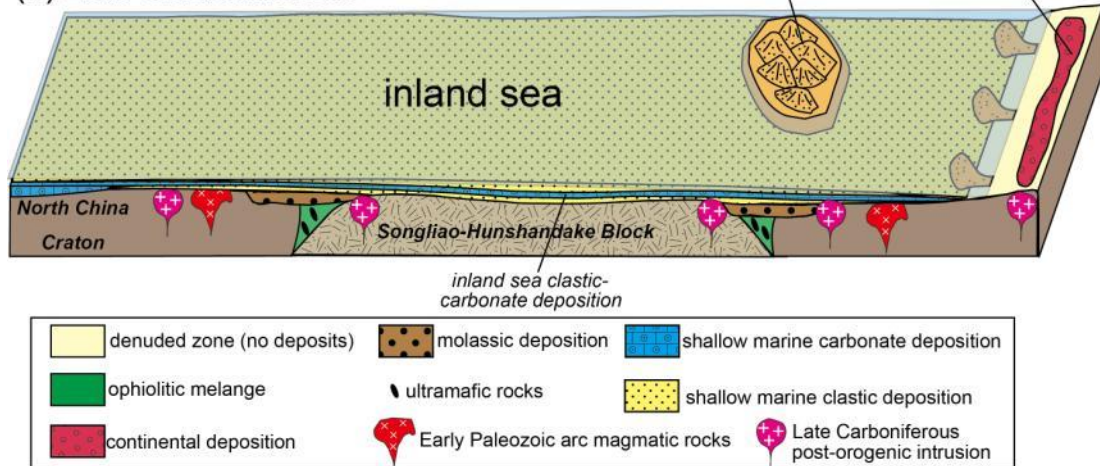 inland sea
North China
Craton
Songliao-Hunshandake Block
inland sea clastic-
carbonate deposition
denuded zone (no deposits)
molassic deposition
shallow marine carbonate deposition
ophiolitic melange
ultramafic rocks
shallow marine clastic deposition
continental deposition
Early Paleozoic arc magmatic rocks
Late Carboniferous
post-orogenic intrusion